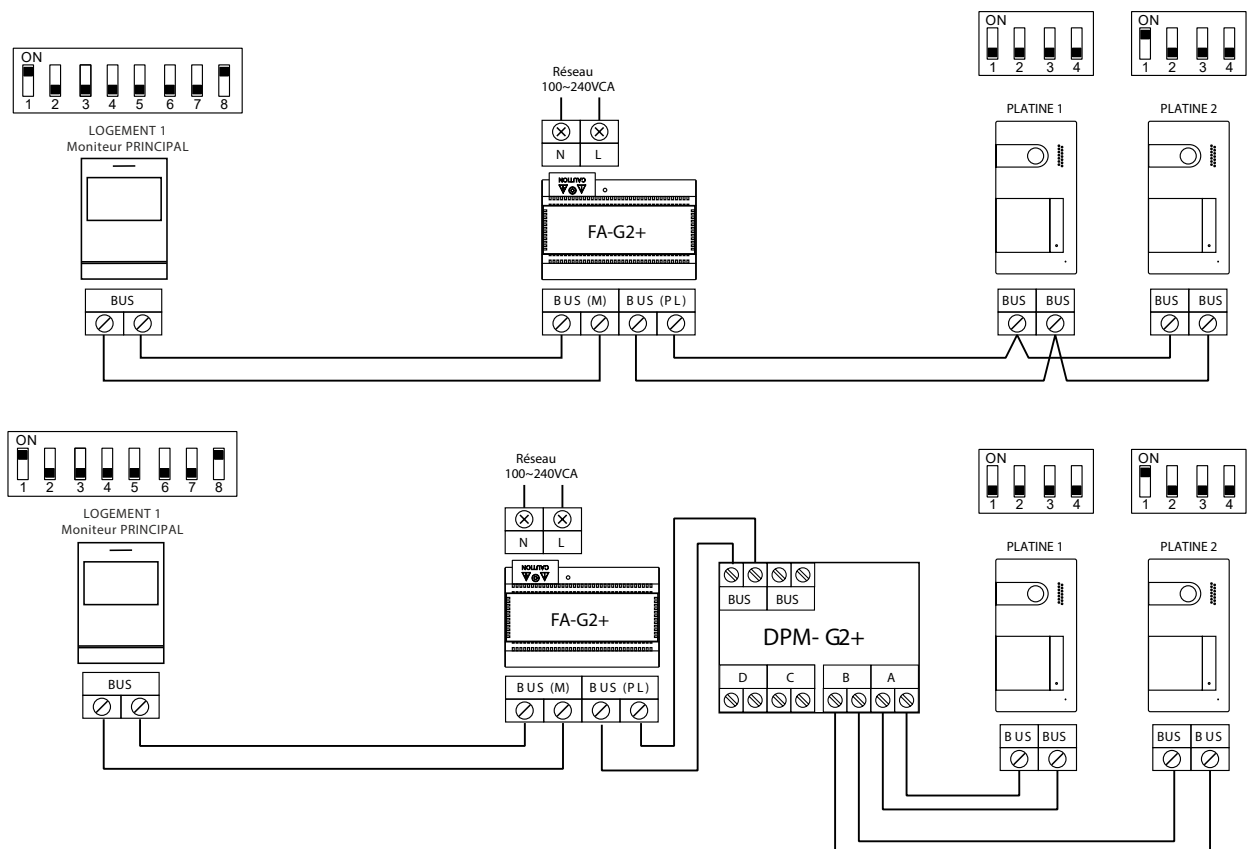 ON
1 2 3 4 5 6 7 8
LOGEMENT 1
Moniteur PRINCIPAL
BUS
Réseau
100~240VCA
N L
CAUTION
FA-G2+
BUS (M) BUS (PL)
ON
1 2 3 4
PLATINE 1
BUS BUS
ON
1 2 3 4
PLATINE 2
BUS BUS
ON
1 2 3 4 5 6 7 8
LOGEMENT 1
Moniteur PRINCIPAL
BUS
Réseau
100~240VCA
N L
CAUTION
FA-G2+
BUS (M) BUS (PL)
BUS BUS
DPM- G2+
D C B A
ON
1 2 3 4
PLATINE 1
BUS BUS
ON
1 2 3 4
PLATINE 2
BUS BUS